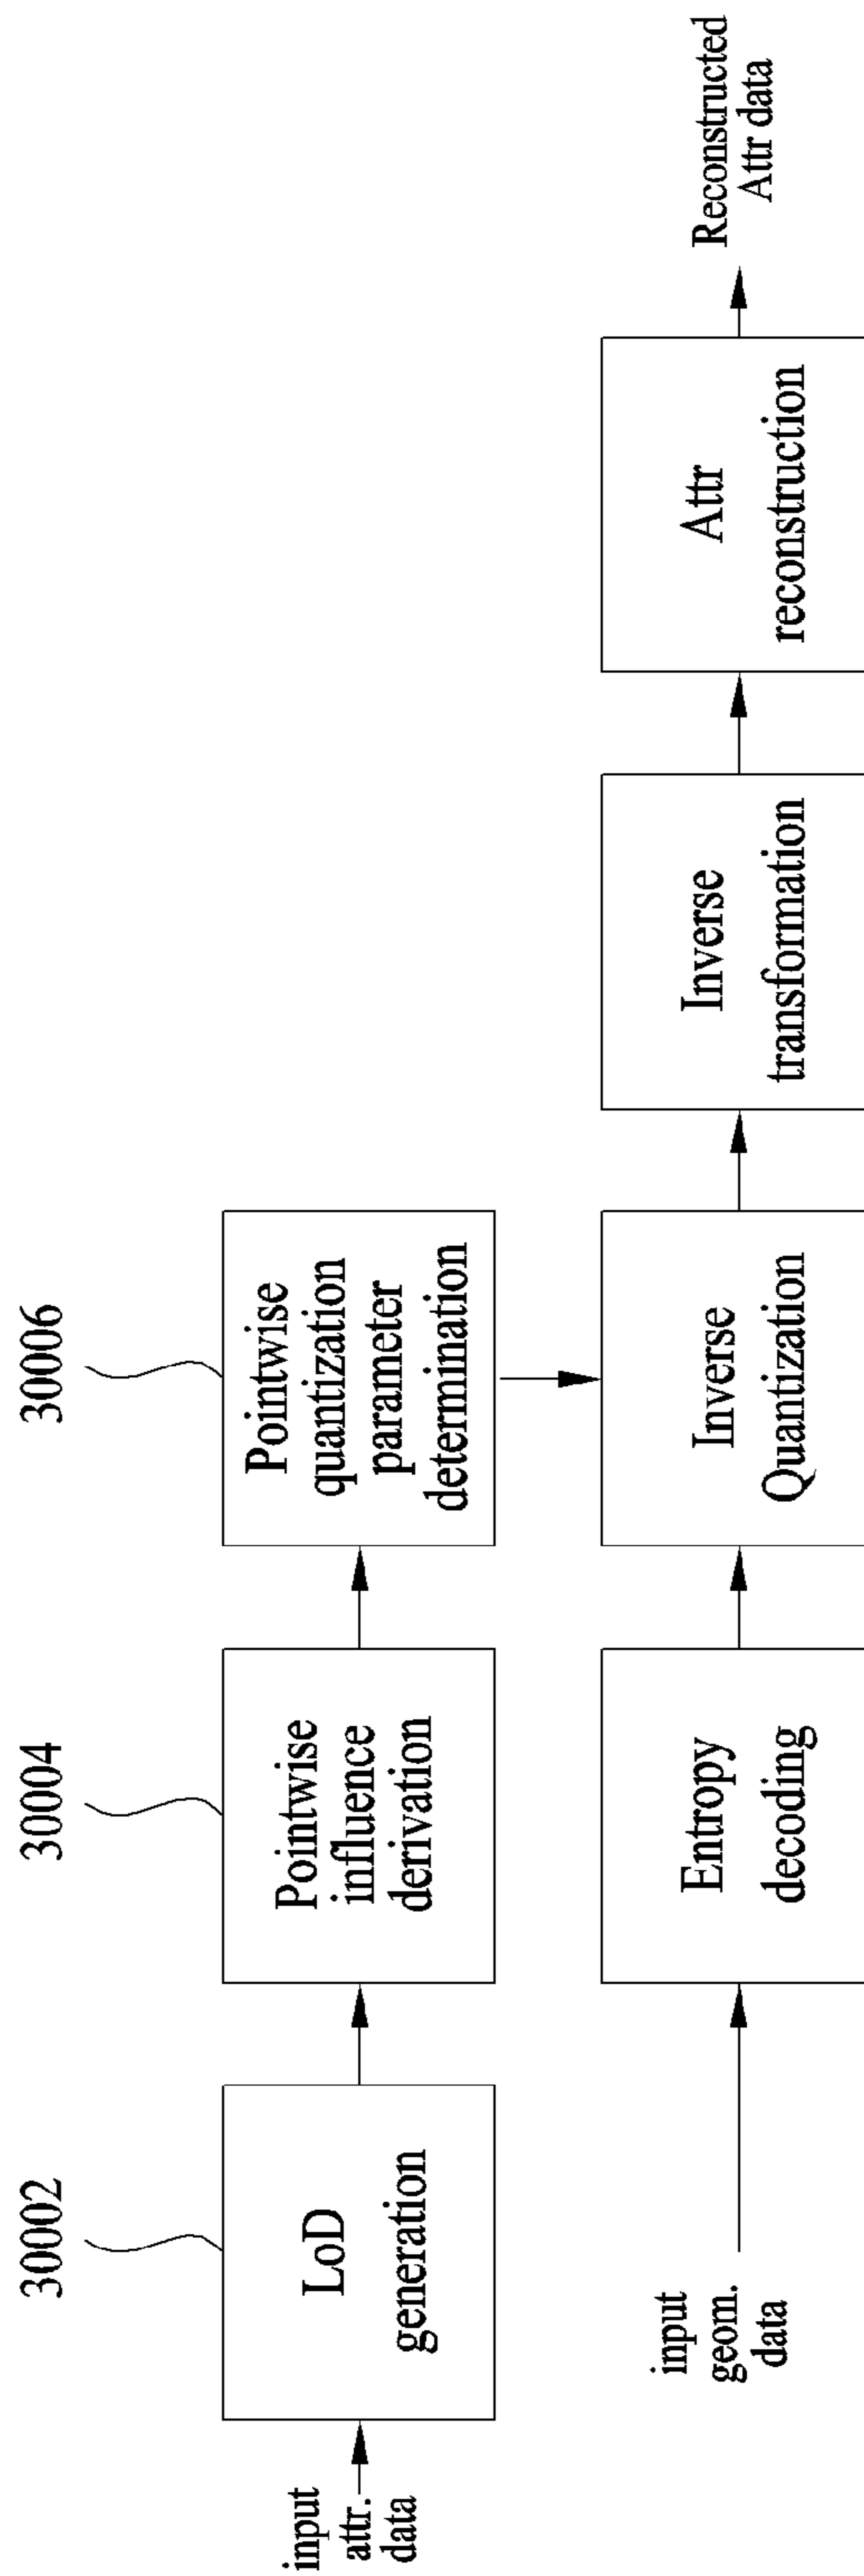 30002
30004
30006
input
attr.
data
LoD
generation
Pointwise
influence
derivation
Pointwise
quantization
parameter
determination
input
geom.
data
Entropy
decoding
Inverse
Quantization
Inverse
transformation
Attr
reconstruction
Reconstructed
Attr data